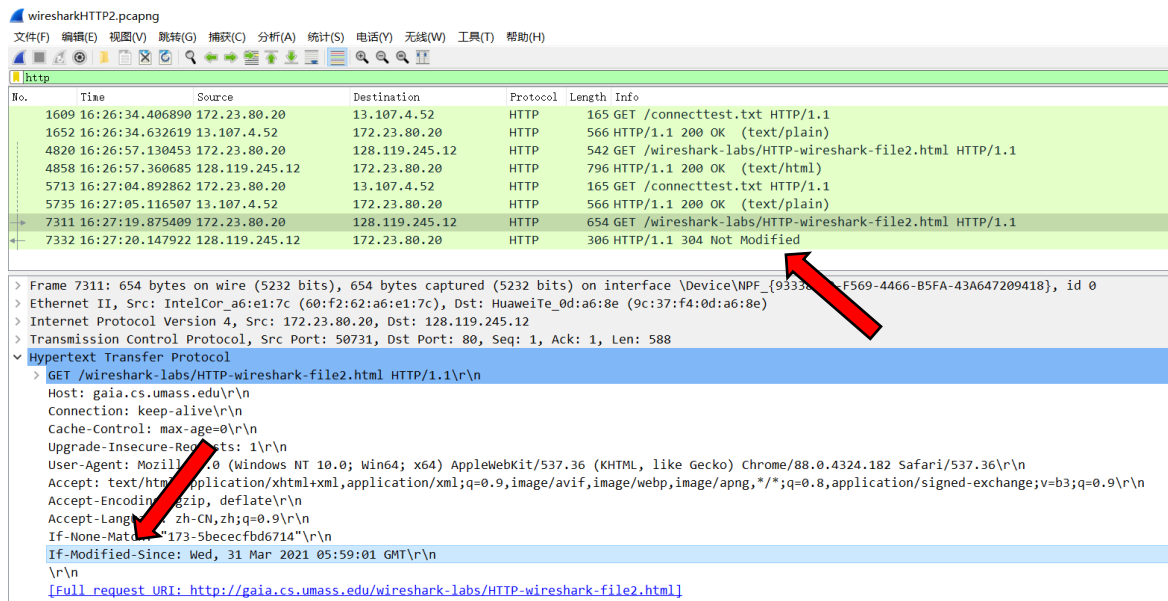 wiresharkHTTP2.pcapng
文件(F) 编辑(E) 视图(V) 跳转(G) 捕获(C) 分析(A) 统计(S) 电话(Y) 无线(W) 工具(T) 帮助(H)
http
No. Time Source Destination Protocol Length Info
1609 16:26:34.406890 172.23.80.20 13.107.4.52 HTTP 165 GET /connecttest.txt HTTP/1.1
1652 16:26:34.632619 13.107.4.52 172.23.80.20 HTTP 566 HTTP/1.1 200 OK (text/plain)
4820 16:26:57.130453 172.23.80.20 128.119.245.12 HTTP 542 GET /wireshark-labs/HTTP-wireshark-file2.html HTTP/1.1
4858 16:26:57.360685 128.119.245.12 172.23.80.20 HTTP 796 HTTP/1.1 200 OK (text/html)
5713 16:27:04.892862 172.23.80.20 13.107.4.52 HTTP 165 GET /connecttest.txt HTTP/1.1
5735 16:27:05.116507 13.107.4.52 172.23.80.20 HTTP 566 HTTP/1.1 200 OK (text/plain)
7311 16:27:19.875409 172.23.80.20 128.119.245.12 HTTP 654 GET /wireshark-labs/HTTP-wireshark-file2.html HTTP/1.1
7332 16:27:20.147922 128.119.245.12 172.23.80.20 HTTP 306 HTTP/1.1 304 Not Modified
Frame 7311: 654 bytes on wire (5232 bits), 654 bytes captured (5232 bits) on interface \Device\NPF_{9333 -F569-4466-B5FA-43A647209418}, id 0
Ethernet II, Src: IntelCor_a6:e1:7c (60:f2:62:a6:e1:7c), Dst: HuaweiTe_0d:a6:8e (9c:37:f4:0d:a6:8e)
Internet Protocol Version 4, Src: 172.23.80.20, Dst: 128.119.245.12
Transmission Control Protocol, Src Port: 50731, Dst Port: 80, Seq: 1, Ack: 1, Len: 588
Hypertext Transfer Protocol
GET /wireshark-labs/HTTP-wireshark-file2.html HTTP/1.1\r\n
Host: gaia.cs.umass.edu\r\n
Connection: keep-alive\r\n
Cache-Control: max-age=0\r\n
Upgrade-Insecure-Requests: 1\r\n
User-Agent: Mozill .0 (Windows NT 10.0; Win64; x64) AppleWebKit/537.36 (KHTML, like Gecko) Chrome/88.0.4324.182 Safari/537.36\r\n
Accept: text/htm pplication/xhtml+xml,application/xml;q=0.9,image/avif,image/webp,image/apng,*/*;q=0.8,application/signed-exchange;v=b3;q=0.9\r\n
Accept-Encodin gzip, deflate\r\n
Accept-Lang zh-CN,zh;q=0.9\r\n
If-None-Matc "173-5bececfbd6714"\r\n
If-Modified-Since: Wed, 31 Mar 2021 05:59:01 GMT\r\n
\r\n
[Full request URI: http://gaia.cs.umass.edu/wireshark-labs/HTTP-wireshark-file2.html]